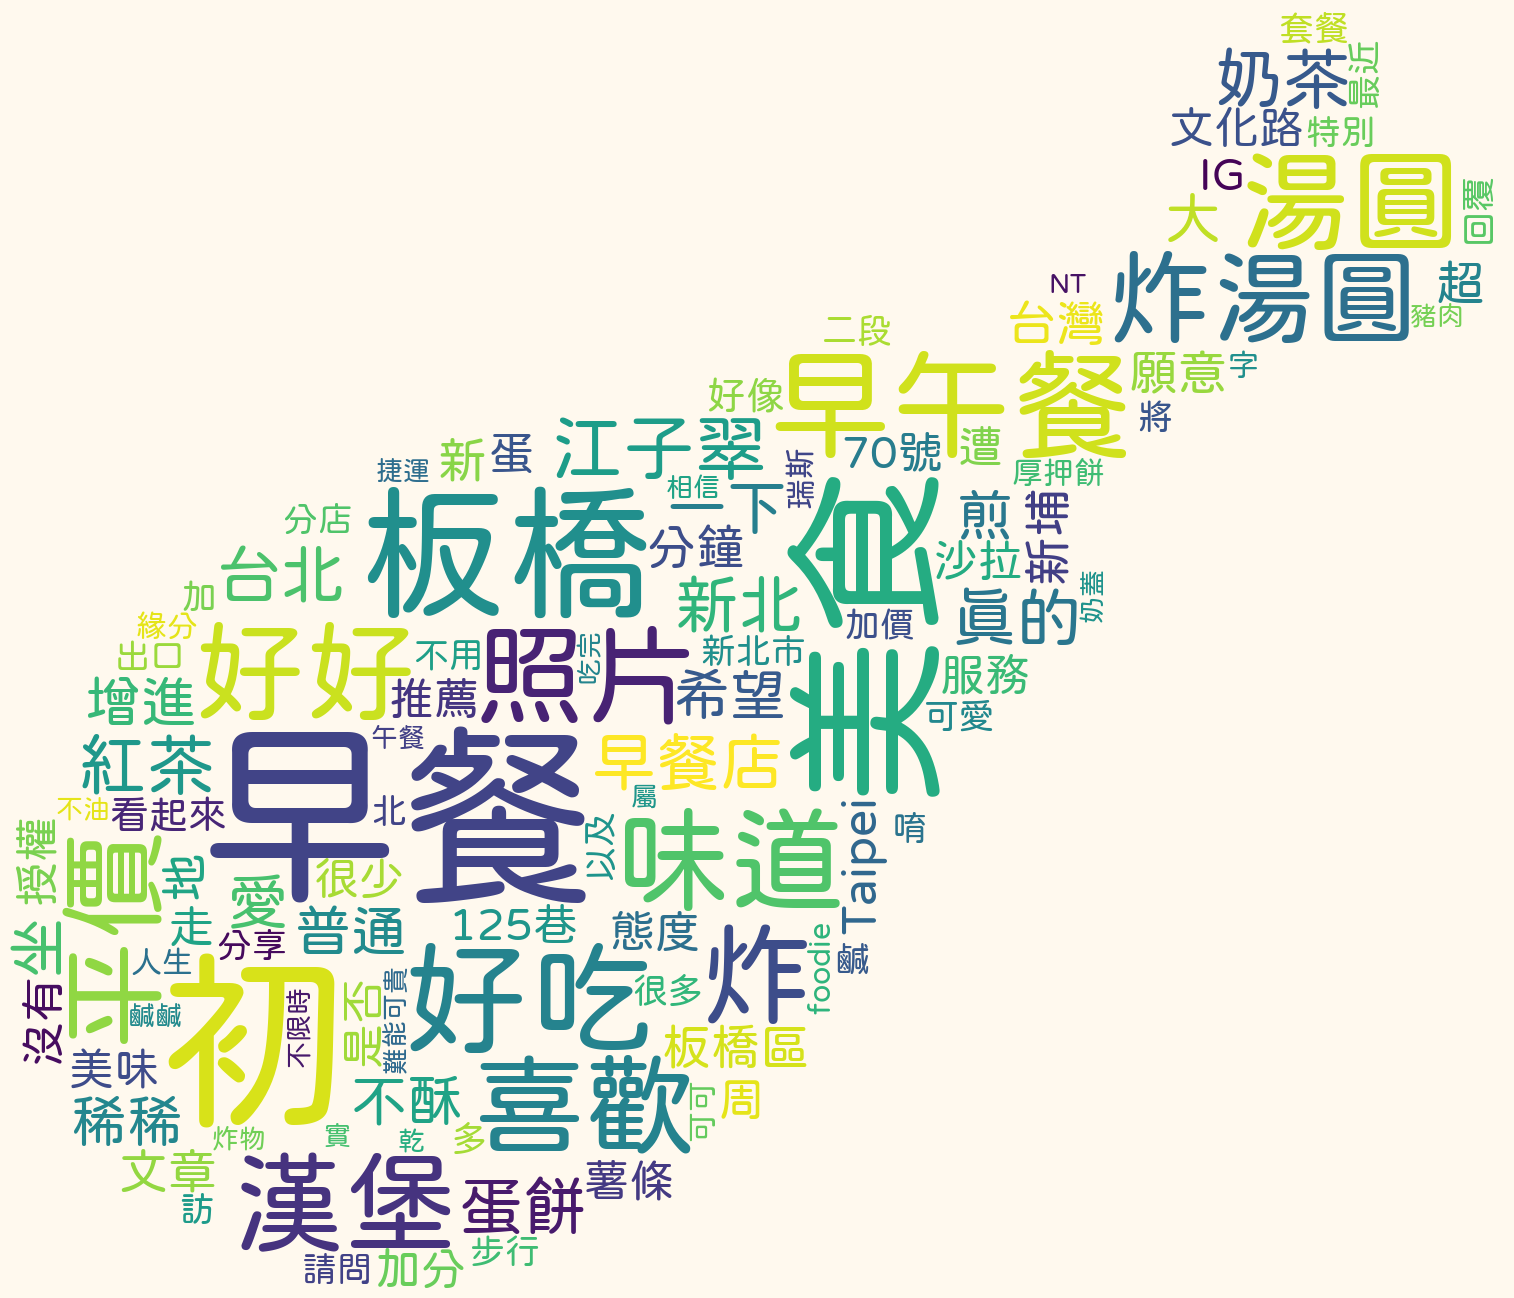 套餐
奶茶
最近
文化路
特別
IG
湯圓
大
回覆
炸湯圓
超
NT
台灣
豬肉
二段
早午餐
願意
字
好像
將
江子翠
70號
遭
新
蛋
捷運
相信
瑞斯
厚押餅
板橋
一下
美食
煎
新埔
分店
分鐘
沙拉
台北
新北
真的
奶蓋
加
加價
緣分
好好
不用
照片
吃完
新北市
出口
服務
增進
推薦
希望
可愛
午餐
紅茶
早餐
早餐店
不油
看起來
北
屬
味道
Taipei
唷
授權
平價
地
很少
以及
愛
走
普通
125巷
態度
炸
坐
分享
人生
初
好吃
鹹
foodie
沒有
鹹鹹
不限時
是否
難能可貴
很多
板橋區
美味
稀稀
不酥
喜歡
可可
周
炸物
實
乾
多
文章
漢堡
蛋餅
薯條
訪
請問
加分
步行